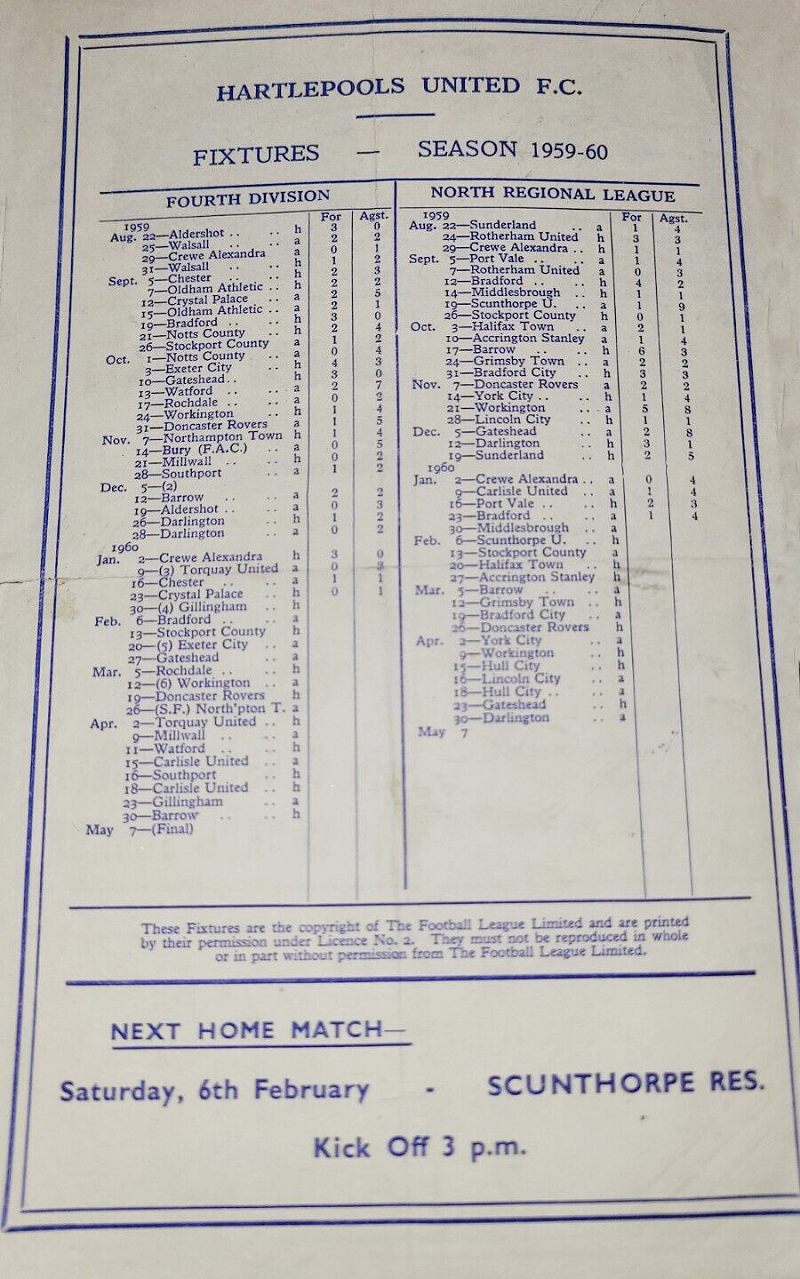 HARTLEPOOLS UNITED F.C.
FIXTURES — SEASON 1959-60
FOURTH DIVISION
For Agst.
1959
Aug. 22—Aldershot .. .. h 3 0
25—Walsall .. .. a 2 2
29—Crewe Alexandra a 0 1
31—Walsall .. .. h 1 2
Sept. 5—Chester .. .. h 2 3
7—Oldham Athletic .. h 2 2
12—Crystal Palace .. a 2 5
15—Oldham Athletic .. a 2 1
19—Bradford .. .. h 3 0
21—Notts County .. h 2 4
26—Stockport County a 1 2
Oct. 1—Notts County .. a 0 4
3—Exeter City .. h 4 3
10—Gateshead.. .. h 3 0
13—Watford .. .. a 2 7
17—Rochdale .. .. a 0 2
24—Workington .. h 1 4
31—Doncaster Rovers a 1 5
Nov. 7—Northampton Town h 1 4
14—Bury (F.A.C.) .. a 0 5
21—Millwall .. .. h 0 2
28—Southport .. a 1 2
Dec. 5—(2)
12—Barrow .. .. a 2 2
19—Aldershot .. .. a 0 3
26—Darlington .. h 1 2
28—Darlington .. a 0 2
1960
Jan. 2—Crewe Alexandra h 3 0
9—(3) Torquay United a 0 3
16—Chester .. .. a 1 1
23—Crystal Palace .. h 0 1
30—(4) Gillingham .. h
Feb. 6—Bradford .. .. a
13—Stockport County h
20—(5) Exeter City .. a
27—Gateshead .. a
Mar. 5—Rochdale .. .. h
12—(6) Workington .. a
19—Doncaster Rovers h
26—(S.F.) North'pton T. a
Apr. 2—Torquay United .. h
9—Millwall .. .. a
11—Watford .. .. h
15—Carlisle United .. a
16—Southport .. h
18—Carlisle United .. h
23—Gillingham .. a
30—Barrow .. .. h
May 7—(Final)
NORTH REGIONAL LEAGUE
For Agst.
1959
Aug. 22—Sunderland .. a 1 4
24—Rotherham United h 3 3
29—Crewe Alexandra .. h 1 1
Sept. 5—Port Vale .. .. a 1 4
7—Rotherham United a 0 3
12—Bradford .. .. h 4 2
14—Middlesbrough .. h 1 1
19—Scunthorpe U. .. a 1 9
26—Stockport County h 0 1
Oct. 3—Halifax Town .. a 2 1
10—Accrington Stanley a 1 4
17—Barrow .. .. h 6 3
24—Grimsby Town .. a 2 2
31—Bradford City .. h 3 3
Nov. 7—Doncaster Rovers a 2 2
14—York City .. .. h 1 4
21—Workington .. a 5 8
28—Lincoln City .. h 1 1
Dec. 5—Gateshead .. a 2 8
12—Darlington .. h 3 1
19—Sunderland .. h 2 5
1960
Jan. 2—Crewe Alexandra .. a 0 4
9—Carlisle United .. a 1 4
16—Port Vale .. .. h 2 3
23—Bradford .. .. a 1 4
30—Middlesbrough .. a
Feb. 6—Scunthorpe U. .. h
13—Stockport County a
20—Halifax Town .. h
27—Accrington Stanley h
Mar. 5—Barrow .. .. a
12—Grimsby Town .. h
19—Bradford City .. a
26—Doncaster Rovers h
Apr. 2—York City .. a
9—Workington .. h
15—Hull City .. h
16—Lincoln City .. a
18—Hull City .. .. a
23—Gateshead .. h
30—Darlington .. a
May 7
These Fixtures are the copyright of The Football League Limited and are printed
by their permission under Licence No. 2. They must not be reproduced in whole
or in part without permission from The Football League Limited.
NEXT HOME MATCH—
Saturday, 6th February - SCUNTHORPE RES.
Kick Off 3 p.m.